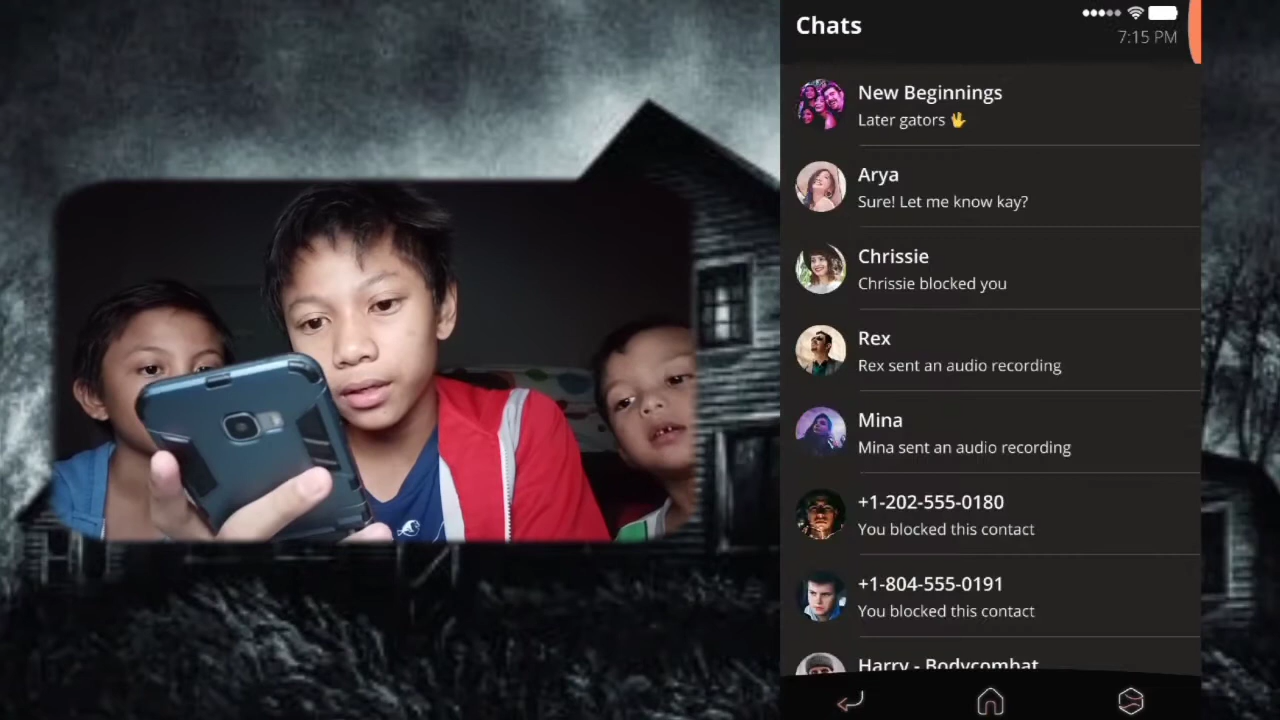 Chats
7:15 PM
New Beginnings
Later gators 🖖
Arya
Sure! Let me know kay?
Chrissie
Chrissie blocked you
Rex
Rex sent an audio recording
Mina
Mina sent an audio recording
+1-202-555-0180
You blocked this contact
+1-804-555-0191
You blocked this contact
Harry - Bodycombat